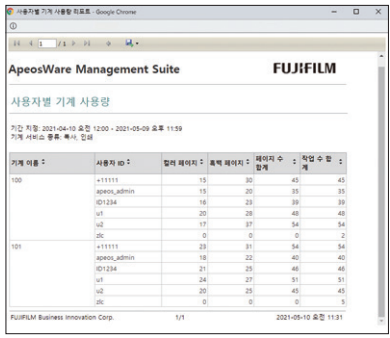 사용자별 기계 사용량 리포트 - Google Chrome
1 / 1
ApeosWare Management Suite
FUJIFILM
사용자별 기계 사용량
기간 지정: 2021-04-10 오전 12:00 - 2021-05-09 오후 11:59
기계 서비스 종류: 복사, 인쇄
기계 이름 사용자 ID 컬러 페이지 흑백 페이지 페이지 수 합계 작업 수 합계
100 +11111 15 30 45 45
apeos_admin 15 20 35 35
ID1234 16 23 39 39
u1 20 28 48 48
u2 17 37 54 54
zlc 0 0 0 2
101 +11111 23 31 54 54
apeos_admin 18 22 40 40
ID1234 21 25 46 46
u1 24 27 51 51
u2 20 25 45 45
zlc 0 0 0 5
FUJIFILM Business Innovation Corp. 1/1 2021-05-10 오전 11:31